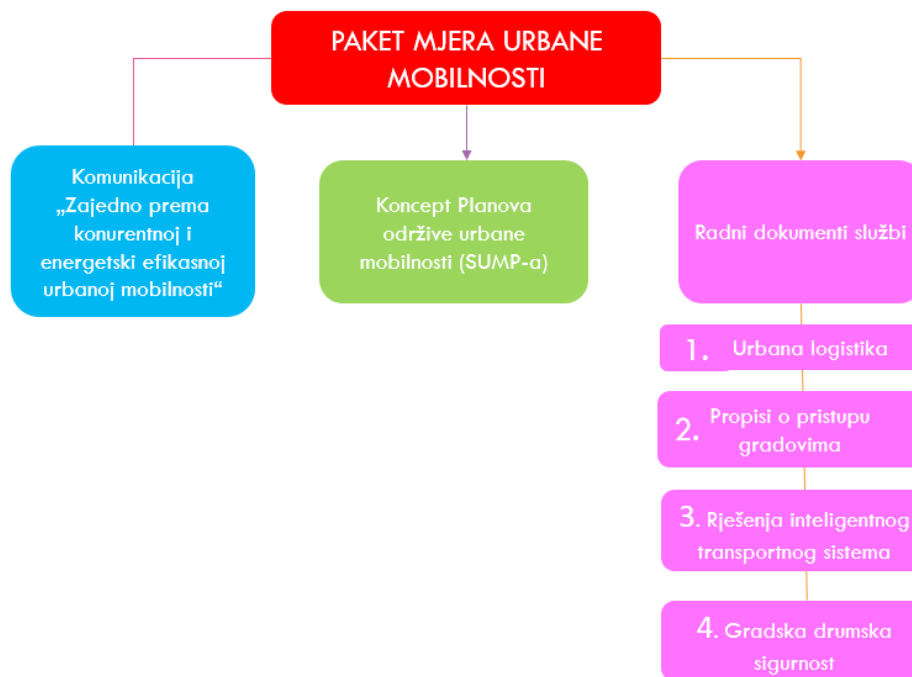 PAKET MJERA URBANE
MOBILNOSTI
Komunikacija
„Zajedno prema
konurentnoj i
energetski efikasnoj
urbanoj mobilnosti“
Koncept Planova
održive urbane
mobilnosti (SUMP-a)
Radni dokumenti službi
1. Urbana logistika
2. Propisi o pristupu
gradovima
3. Rješenja inteligentnog
transportnog sistema
4. Gradska drumska
sigurnost